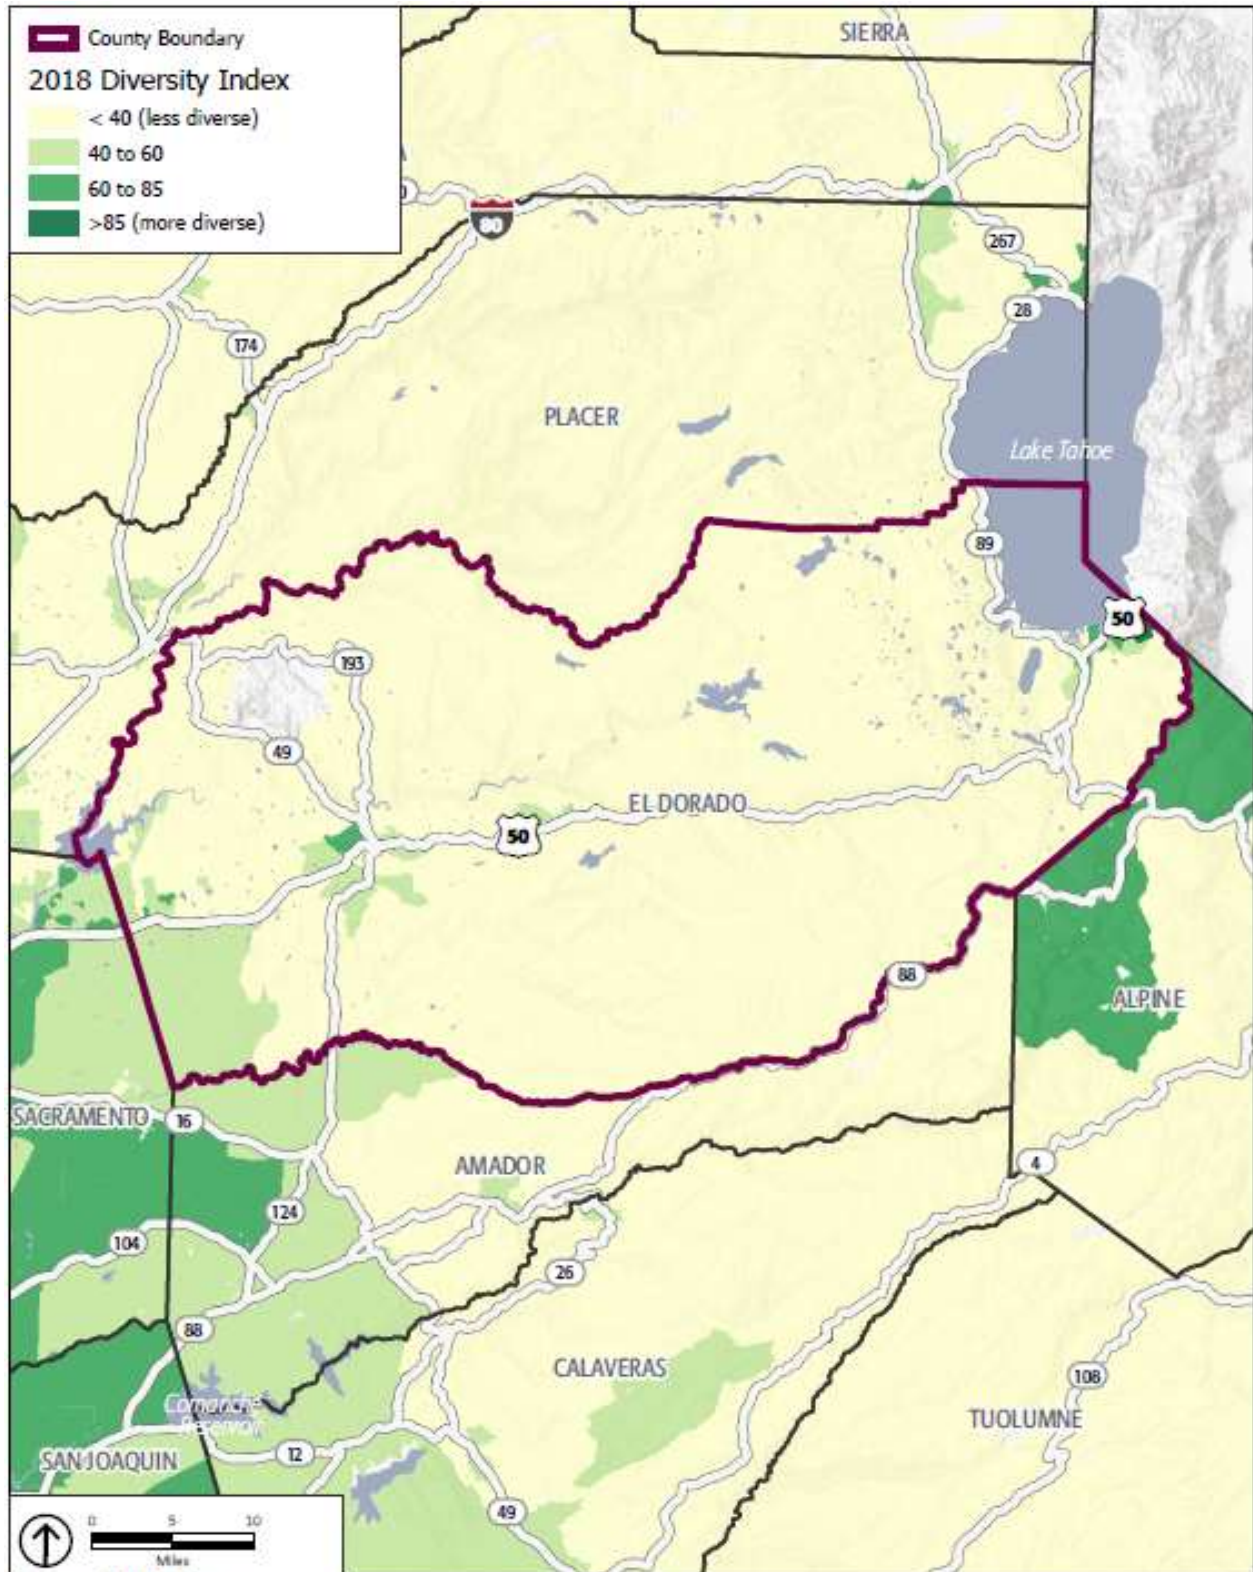 County Boundary
2018 Diversity Index
< 40 (less diverse)
40 to 60
60 to 85
>85 (more diverse)
SIERRA
80
267
28
174
PLACER
Lake Tahoe
89
50
193
49
EL DORADO
50
88
ALPINE
SACRAMENTO
16
AMADOR
4
124
104
26
88
CALAVERAS
108
Comanche
Reservoir
TUOLUMNE
SAN JOAQUIN
12
49
0 5 10
Miles